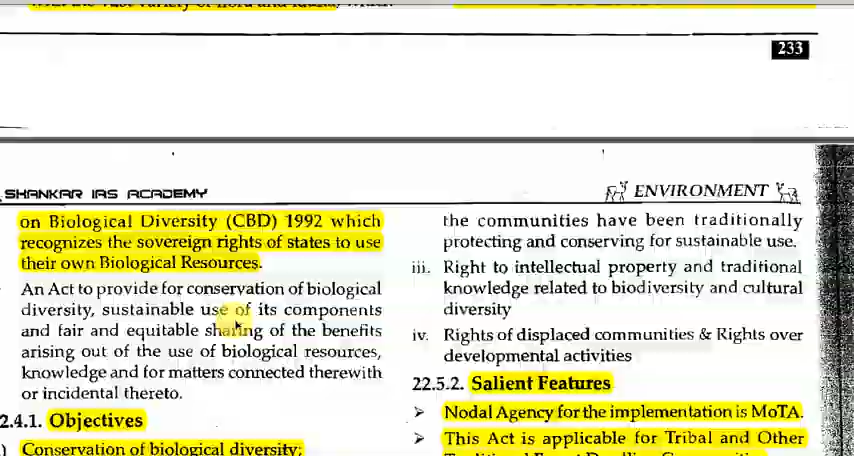 233
SHANKAR IAS ACADEMY
ENVIRONMENT
on Biological Diversity (CBD) 1992 which
recognizes the sovereign rights of states to use
their own Biological Resources.
An Act to provide for conservation of biological
diversity, sustainable use of its components
and fair and equitable sharing of the benefits
arising out of the use of biological resources,
knowledge and for matters connected therewith
or incidental thereto.
2.4.1. Objectives
) Conservation of biological diversity;
the communities have been traditionally
protecting and conserving for sustainable use.
iii. Right to intellectual property and traditional
knowledge related to biodiversity and cultural
diversity
iv. Rights of displaced communities & Rights over
developmental activities
22.5.2. Salient Features
➢ Nodal Agency for the implementation is MoTA.
➢ This Act is applicable for Tribal and Other